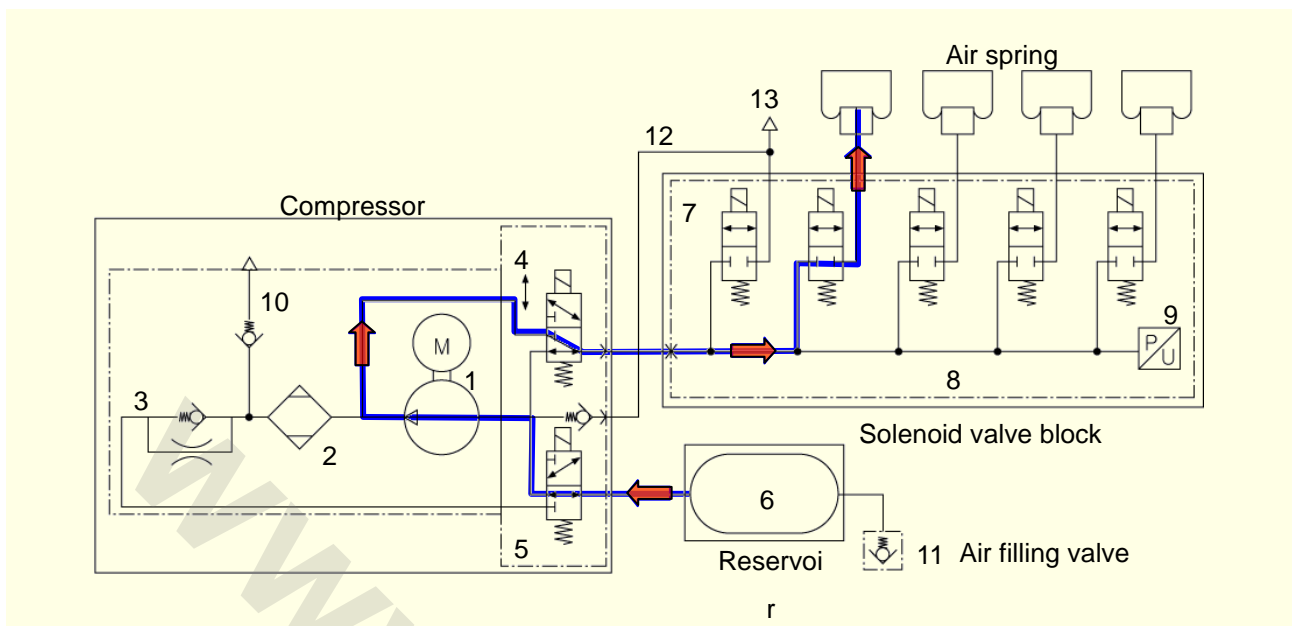 Air spring
13
12
Compressor
7
4
10
9
P
U
M
1
3
8
2
Solenoid valve block
6
5
Reservoi
r
11 Air filling valve